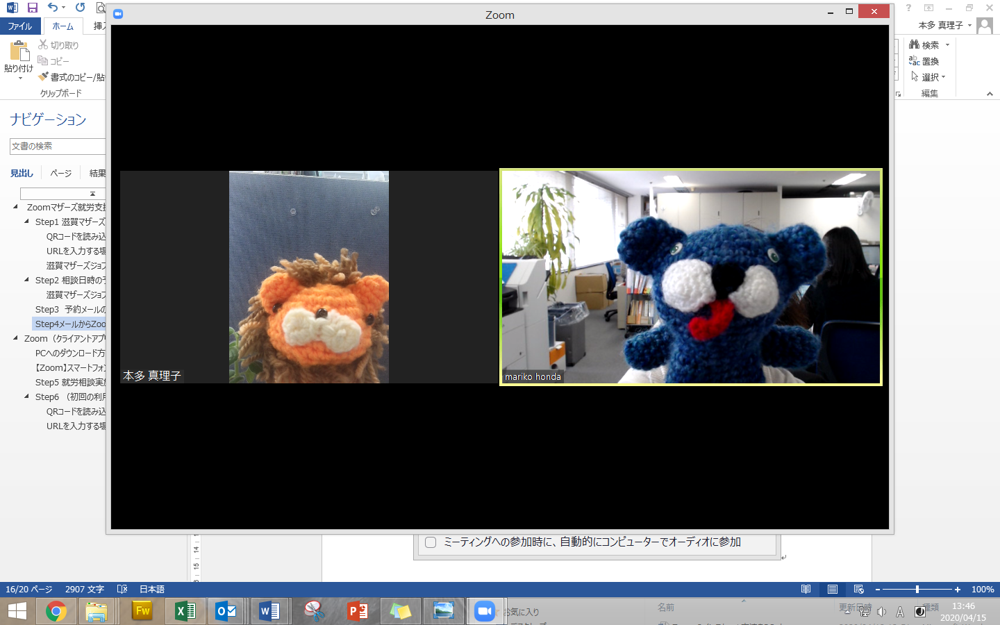 Zoom
ファイル
ホーム
挿入
本多 真理子
切り取り
コピー
書式のコピー/貼
貼り付け
クリップボード
検索
置換
選択
編集
ナビゲーション
文書の検索
見出し
ページ
結果
Zoomマザーズ就労支援
Step1 滋賀マザーズ
QRコードを読み込
URLを入力する場
滋賀マザーズジョブ
Step2 相談日時の予
滋賀マザーズジョブ
Step3 予約メールの
Step4メールからZoo
Zoom（クライアントアプ
PCへのダウンロード方
【Zoom】スマートフォン
Step5 就労相談実施
Step6 （初回の利用
QRコードを読み込
URLを入力する場
本多 真理子
mariko honda
ミーティングへの参加時に、自動的にコンピューターでオーディオに参加
14
15
16/20 ページ
2907 文字
日本語
100%
Fw
お気に入り
名前
更新日時
種類
A
13:46
2020/04/15